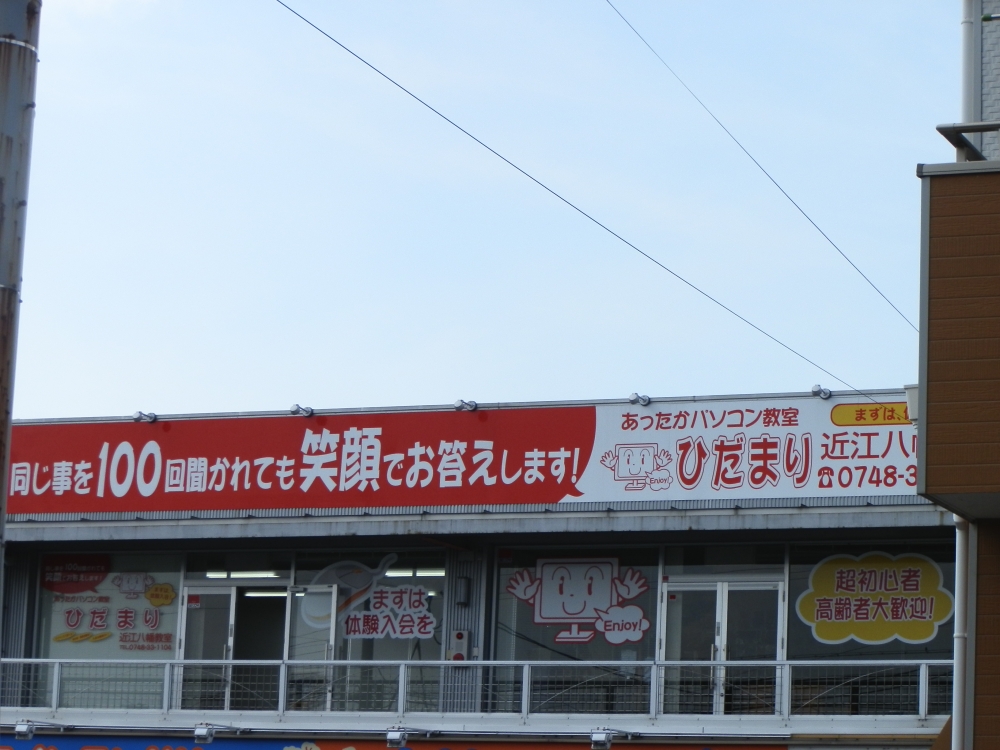 同じ事を100回聞かれても笑顔でお答えします!
あったかパソコン教室
まずは、
ひだまり
近江八
☎0748-3
Enjoy!
ひだまり
近江八幡教室
まずは
体験入会を
Enjoy!
超初心者
高齢者大歓迎!